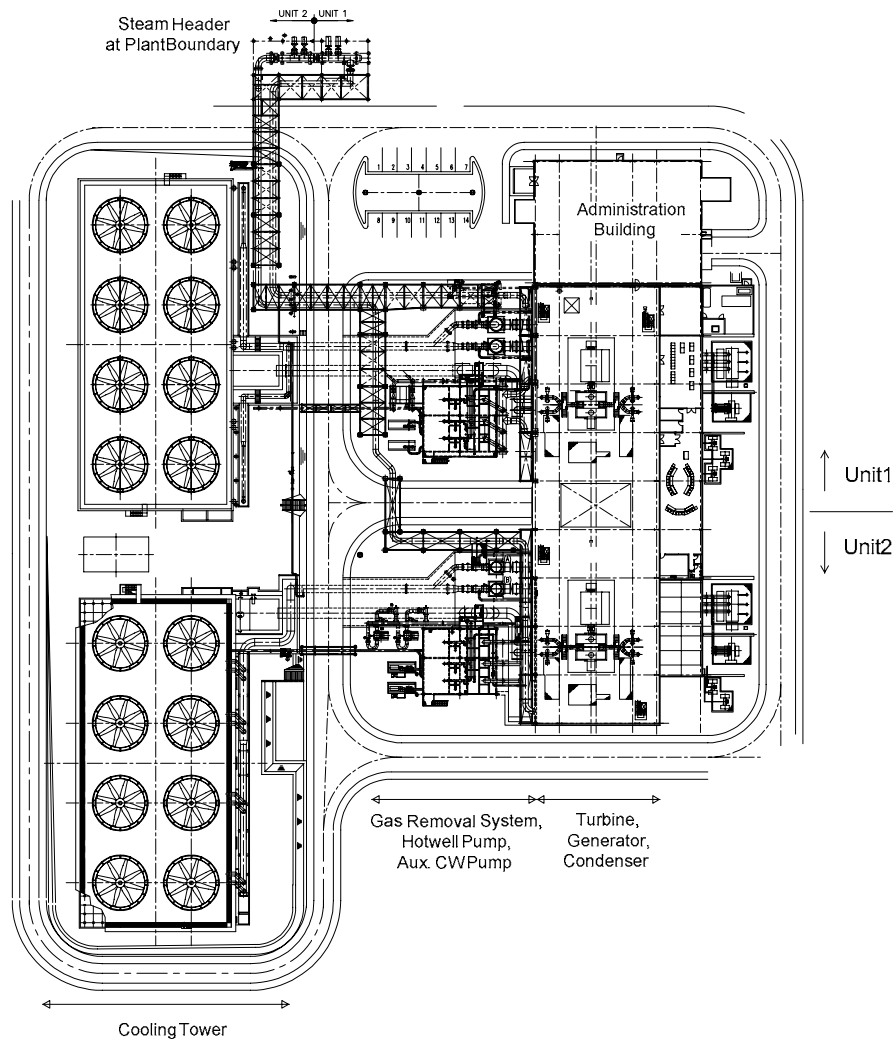 UNIT 2 UNIT 1
Steam Header
at PlantBoundary
1 2 3 4 5 6 7
8 9 10 11 12 13 14
Administration
Building
Unit1
Unit2
A
B
Gas Removal System,
Hotwell Pump,
Aux. CWPump
Turbine,
Generator,
Condenser
Cooling Tower